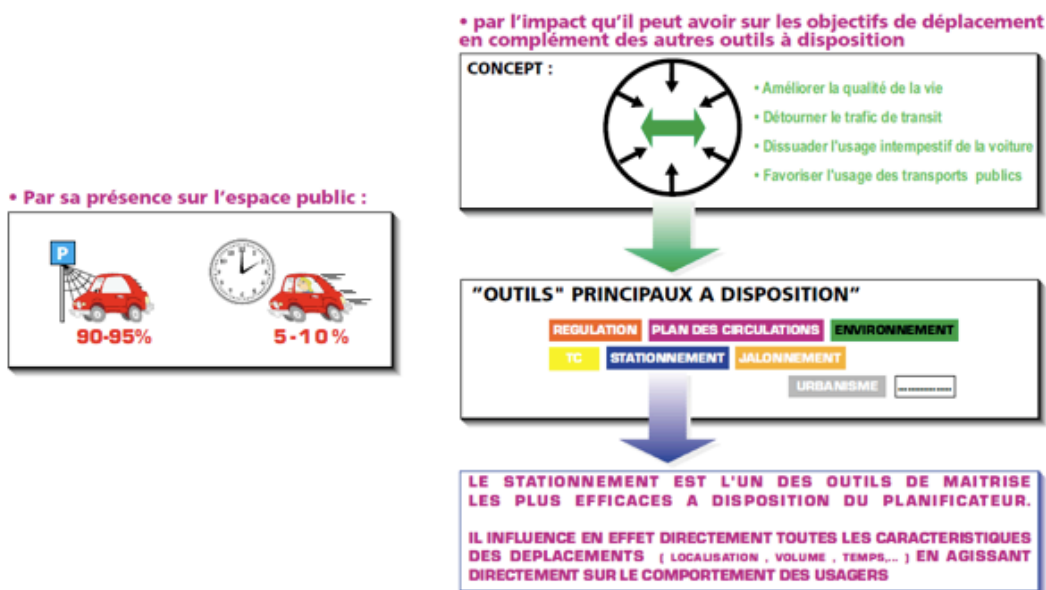 • Par sa présence sur l'espace public :
P
90-95%
5-10%
• par l'impact qu'il peut avoir sur les objectifs de déplacement
en complément des autres outils à disposition
CONCEPT :
• Améliorer la qualité de la vie
• Détourner le trafic de transit
• Dissuader l'usage intempestif de la voiture
• Favoriser l'usage des transports publics
"OUTILS" PRINCIPAUX A DISPOSITION"
REGULATION PLAN DES CIRCULATIONS ENVIRONNEMENT
TC STATIONNEMENT JALONNEMENT
URBANISME ...............
LE STATIONNEMENT EST L'UN DES OUTILS DE MAITRISE
LES PLUS EFFICACES A DISPOSITION DU PLANIFICATEUR.
IL INFLUENCE EN EFFET DIRECTEMENT TOUTES LES CARACTERISTIQUES
DES DEPLACEMENTS ( LOCALISATION , VOLUME , TEMPS,... ) EN AGISSANT
DIRECTEMENT SUR LE COMPORTEMENT DES USAGERS